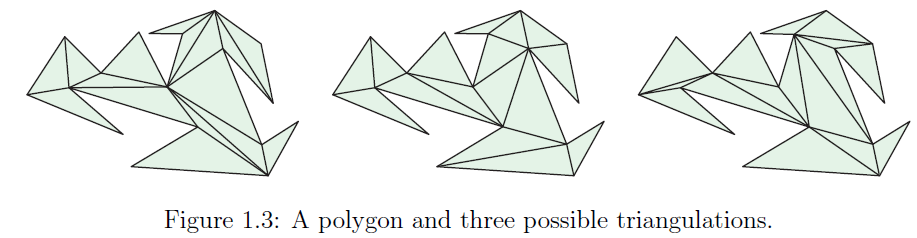 Figure 1.3: A polygon and three possible triangulations.